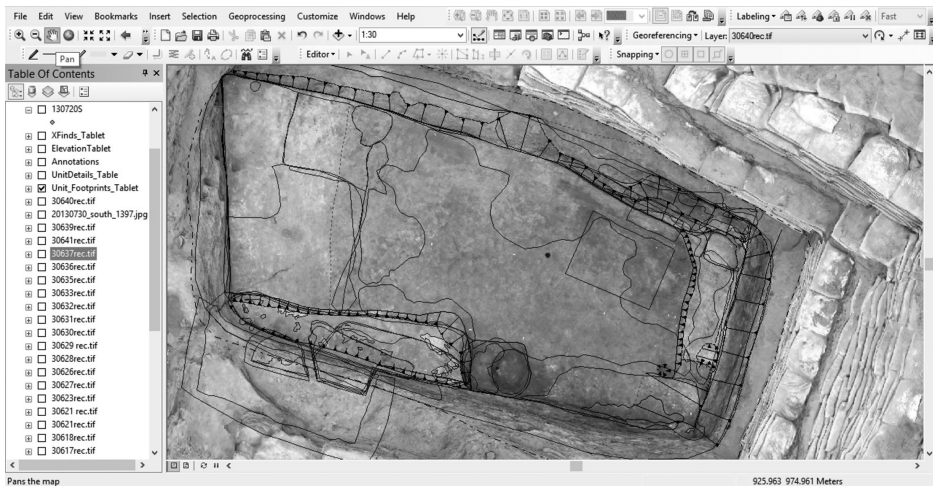 File Edit View Bookmarks Insert Selection Geoprocessing Customize Windows Help
Labeling Fast
1:30
Georeferencing Layer: 30640rec.tif
Pan
Editor
Snapping
Table Of Contents
130720S
XFinds_Tablet
ElevationTablet
Annotations
UnitDetails_Table
Unit_Footprints_Tablet
30640rec.tif
20130730_south_1397.jpg
30639rec.tif
30641rec.tif
30637rec.tif
30636rec.tif
30635rec.tif
30633rec.tif
30632rec.tif
30631rec.tif
30630rec.tif
30629 rec.tif
30628rec.tif
30626rec.tif
30627rec.tif
30623rec.tif
30621 rec.tif
30621rec.tif
30618rec.tif
30617rec.tif
Pans the map
925.963 974.961 Meters